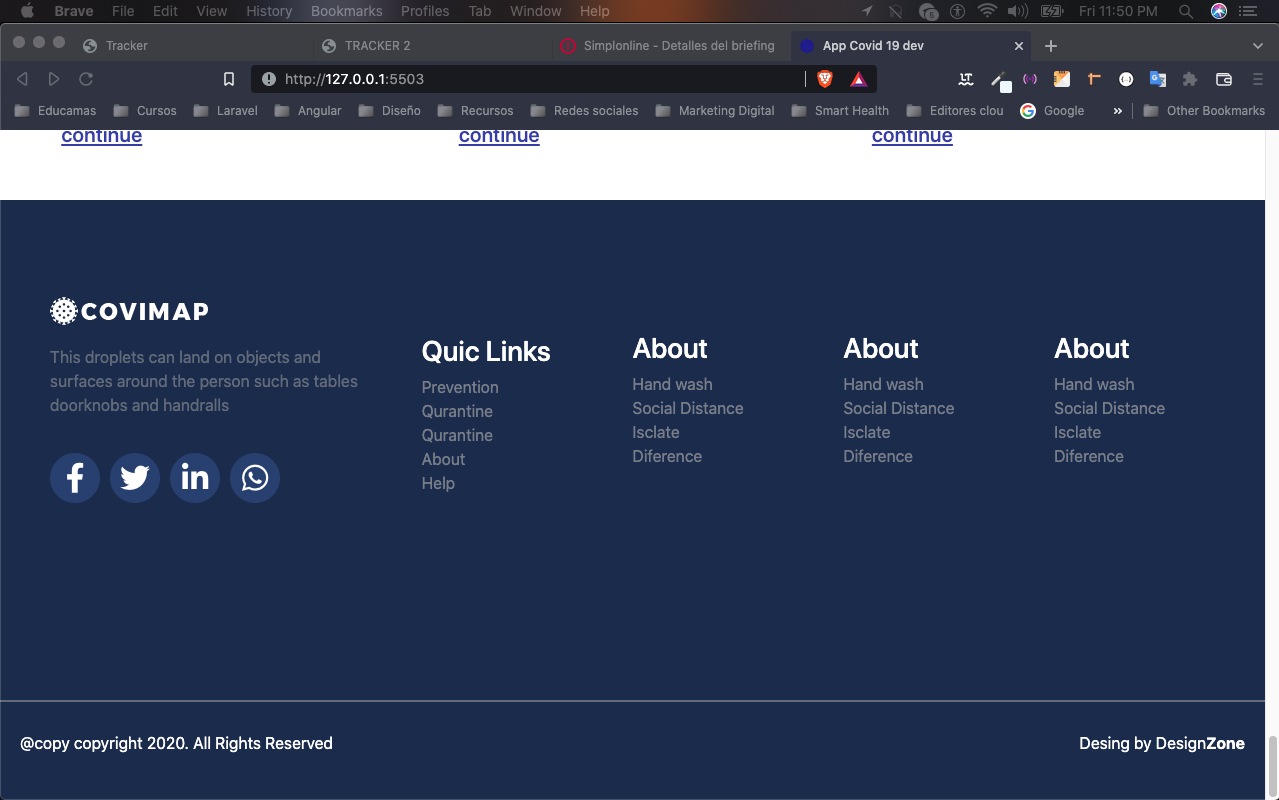 Brave File Edit View History Bookmarks Profiles Tab Window Help Fri 11:50 PM
Tracker TRACKER 2 Simplonline - Detalles del briefing App Covid 19 dev
http://127.0.0.1:5503
Educamas Cursos Laravel Angular Diseño Recursos Redes sociales Marketing Digital Smart Health Editores clou Google » Other Bookmarks
continue continue continue
COVIMAP
This droplets can land on objects and
surfaces around the person such as tables
doorknobs and handralls
Quic Links
Prevention
Qurantine
Qurantine
About
Help
About
Hand wash
Social Distance
Isclate
Diference
About
Hand wash
Social Distance
Isclate
Diference
About
Hand wash
Social Distance
Isclate
Diference
@copy copyright 2020. All Rights Reserved
Desing by DesignZone